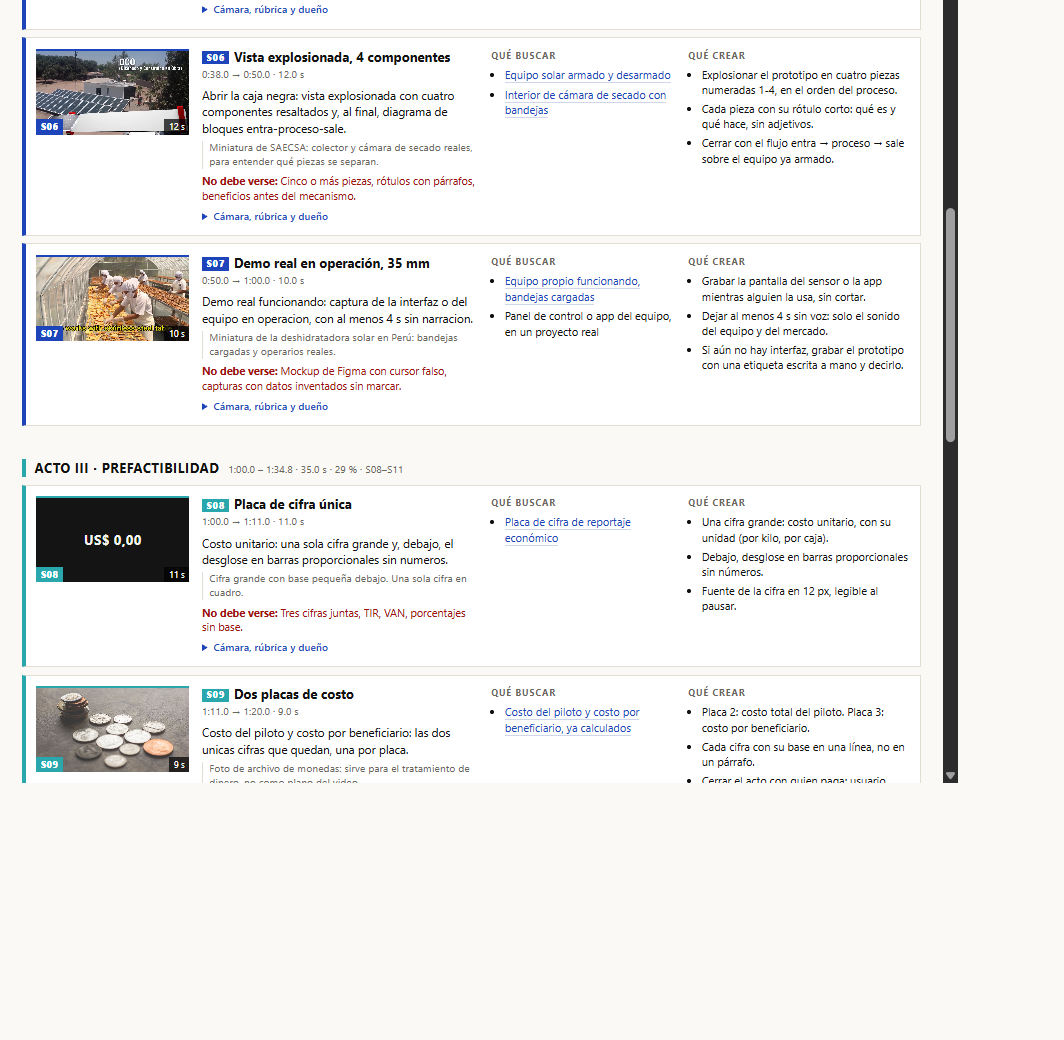 Cámara, rúbrica y dueño
S06
12 s
S06 Vista explosionada, 4 componentes
0:38.0 → 0:50.0 · 12.0 s
Abrir la caja negra: vista explosionada con cuatro
componentes resaltados y, al final, diagrama de
bloques entra-proceso-sale.
Miniatura de SAECSA: colector y cámara de secado reales,
para entender qué piezas se separan.
No debe verse: Cinco o más piezas, rótulos con párrafos,
beneficios antes del mecanismo.
Cámara, rúbrica y dueño
QUÉ BUSCAR
Equipo solar armado y desarmado
Interior de cámara de secado con
bandejas
QUÉ CREAR
Explosionar el prototipo en cuatro piezas
numeradas 1-4, en el orden del proceso.
Cada pieza con su rótulo corto: qué es y
qué hace, sin adjetivos.
Cerrar con el flujo entra → proceso → sale
sobre el equipo ya armado.
S07
10 s
S07 Demo real en operación, 35 mm
0:50.0 → 1:00.0 · 10.0 s
Demo real funcionando: captura de la interfaz o del
equipo en operacion, con al menos 4 s sin narracion.
Miniatura de la deshidratadora solar en Perú: bandejas
cargadas y operarios reales.
No debe verse: Mockup de Figma con cursor falso,
capturas con datos inventados sin marcar.
Cámara, rúbrica y dueño
QUÉ BUSCAR
Equipo propio funcionando,
bandejas cargadas
Panel de control o app del equipo,
en un proyecto real
QUÉ CREAR
Grabar la pantalla del sensor o la app
mientras alguien la usa, sin cortar.
Dejar al menos 4 s sin voz: solo el sonido
del equipo y del mercado.
Si aún no hay interfaz, grabar el prototipo
con una etiqueta escrita a mano y decirlo.
ACTO III · PREFACTIBILIDAD 1:00.0 – 1:34.8 · 35.0 s · 29 % · S08–S11
US$ 0,00
S08
11 s
S08 Placa de cifra única
1:00.0 → 1:11.0 · 11.0 s
Costo unitario: una sola cifra grande y, debajo, el
desglose en barras proporcionales sin numeros.
Cifra grande con base pequeña debajo. Una sola cifra en
cuadro.
No debe verse: Tres cifras juntas, TIR, VAN, porcentajes
sin base.
Cámara, rúbrica y dueño
QUÉ BUSCAR
Placa de cifra de reportaje
económico
QUÉ CREAR
Una cifra grande: costo unitario, con su
unidad (por kilo, por caja).
Debajo, desglose en barras proporcionales
sin números.
Fuente de la cifra en 12 px, legible al
pausar.
S09
9 s
S09 Dos placas de costo
1:11.0 → 1:20.0 · 9.0 s
Costo del piloto y costo por beneficiario: las dos
unicas cifras que quedan, una por placa.
Foto de archivo de monedas: sirve para el tratamiento de
dinero, no como plano del video.
QUÉ BUSCAR
Costo del piloto y costo por
beneficiario, ya calculados
QUÉ CREAR
Placa 2: costo total del piloto. Placa 3:
costo por beneficiario.
Cada cifra con su base en una línea, no en
un párrafo.
Cerrar el acto con quien paga: usuario,